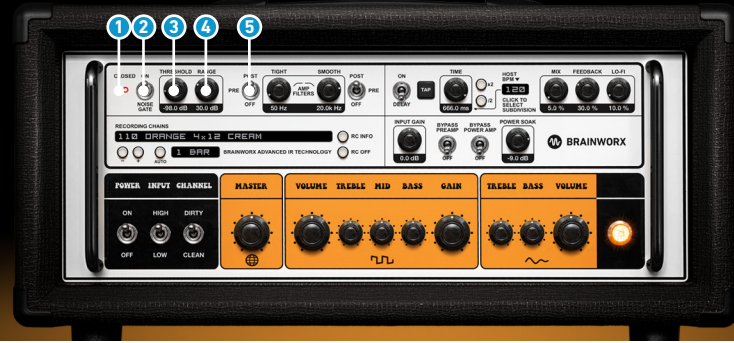 1 2 3 4 5
CLOSED ON THRESHOLD RANGE POST TIGHT SMOOTH POST ON TIME HOST BPM ▼ MIX FEEDBACK LO-FI
PRE AMP FILTERS PRE TAP x2 120
NOISE GATE -98.0 dB 30.0 dB OFF 50 Hz 20.0k Hz OFF DELAY 666.0 ms /2 CLICK TO SELECT SUBDIVISION 5.0 % 30.0 % 10.0 %
RECORDING CHAINS
110 ORANGE 4x12 CREAM RC INFO
- + AUTO 1 BAR BRAINWORX ADVANCED IR TECHNOLOGY RC OFF
INPUT GAIN BYPASS PREAMP BYPASS POWER AMP POWER SOAK
BRAINWORX
0.0 dB OFF OFF -9.0 dB
POWER INPUT CHANNEL MASTER VOLUME TREBLE MID BASS GAIN TREBLE BASS VOLUME
ON HIGH DIRTY
OFF LOW CLEAN